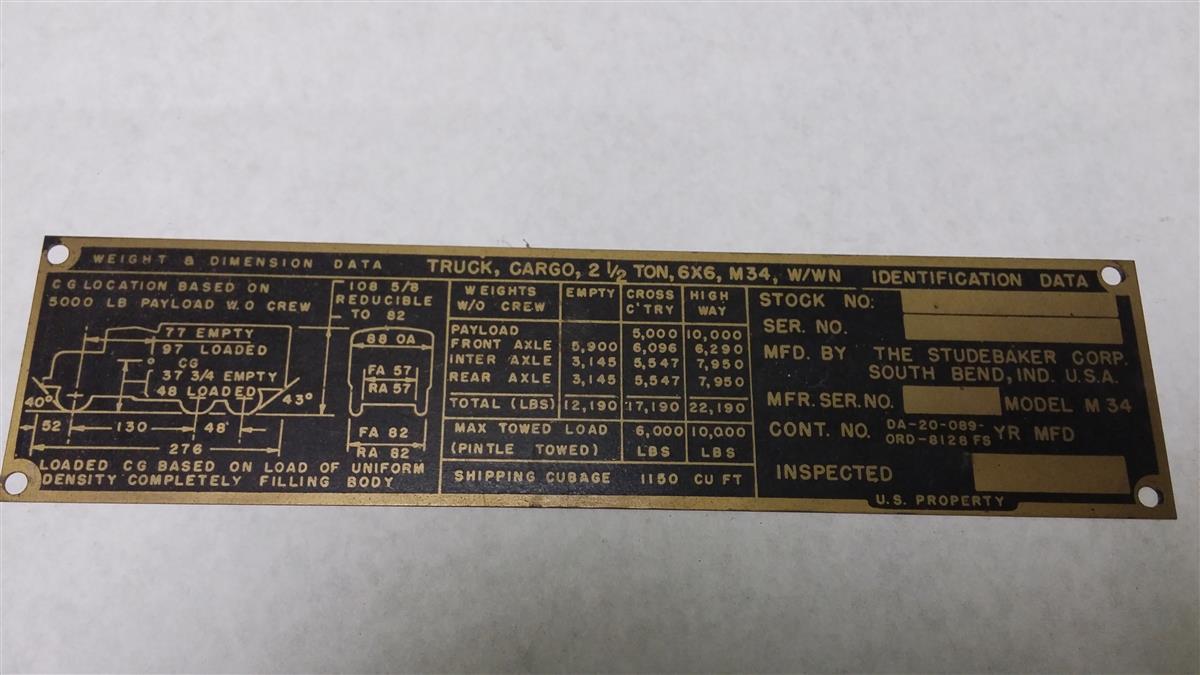 WEIGHT & DIMENSION DATA TRUCK, CARGO, 2 1/2 TON, 6X6, M34, W/WN IDENTIFICATION DATA
CG LOCATION BASED ON
5000 LB PAYLOAD W.O CREW
77 EMPTY
97 LOADED
CG
37 3/4 EMPTY
48 LOADED
40° 43°
52 130 48
276
LOADED CG BASED ON LOAD OF UNIFORM
DENSITY COMPLETELY FILLING BODY
108 5/8
REDUCIBLE
TO 82
88 OA
FA 57
RA 57
FA 82
RA 82
WEIGHTS EMPTY CROSS HIGH
W/O CREW C'TRY WAY
PAYLOAD 5,000 10,000
FRONT AXLE 5,900 6,096 6,290
INTER AXLE 3,145 5,547 7,950
REAR AXLE 3,145 5,547 7,950
TOTAL (LBS) 12,190 17,190 22,190
MAX TOWED LOAD 6,000 10,000
(PINTLE TOWED) LBS LBS
SHIPPING CUBAGE 1150 CU FT
STOCK NO:
SER. NO.
MFD. BY THE STUDEBAKER CORP.
SOUTH BEND, IND. U.S.A.
MFR. SER. NO. MODEL M 34
CONT. NO. DA-20-089-
ORD-8128 FS YR MFD
INSPECTED
U.S. PROPERTY